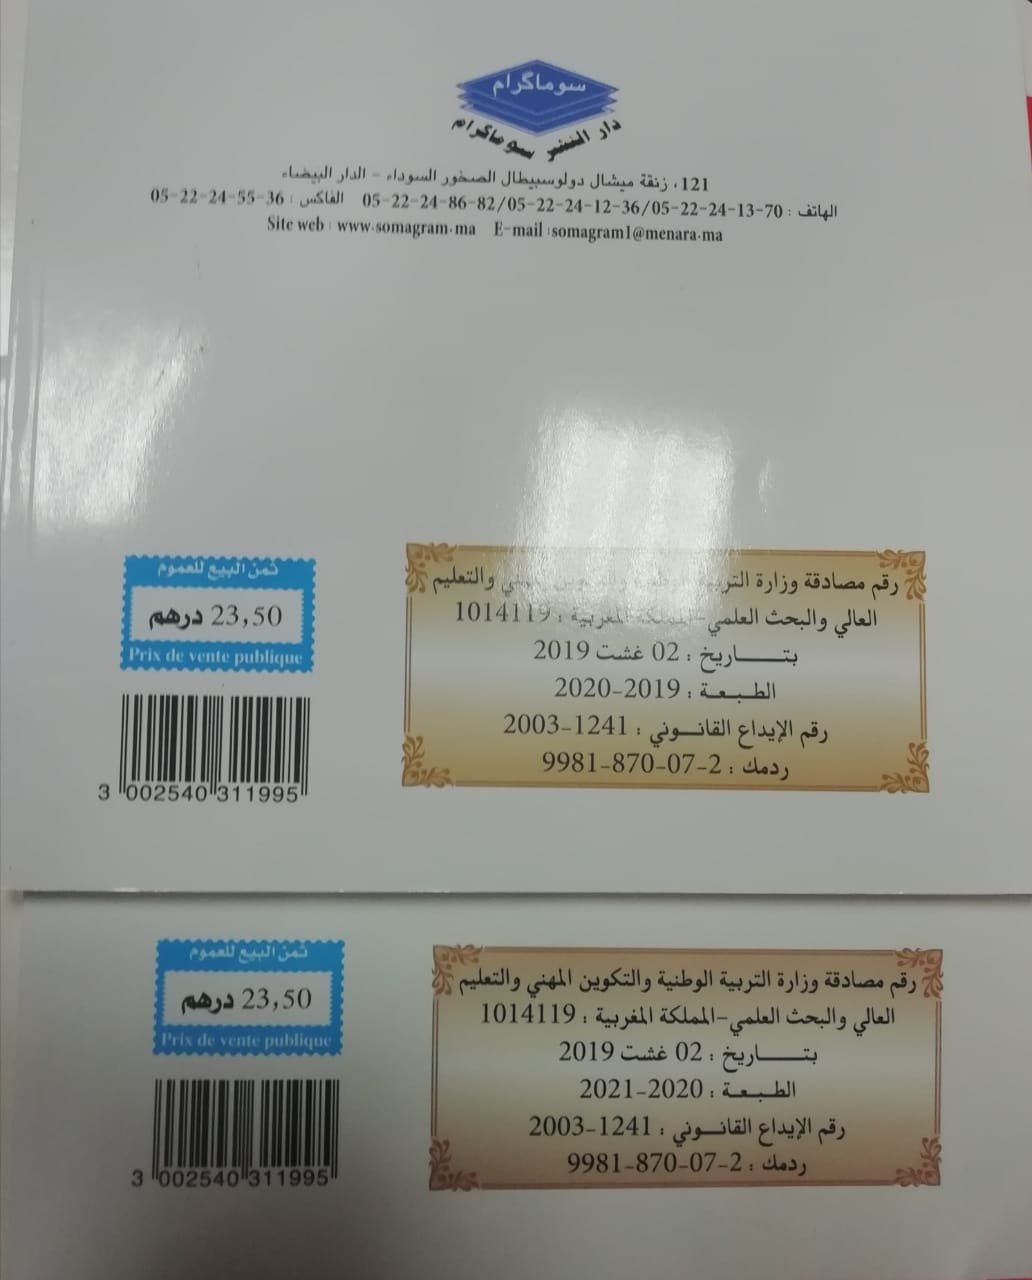 سوماگرام
دار النشر سوماگرام
121، زنقة ميشال دولوسبيطال الصخور السوداء - الدار البيضاء
الهاتف : 70-13-24-22-05/36-12-24-22-05/82-86-24-22-05 الفاكس : 36-55-24-22-05
Site web : www.somagram.ma E-mail :somagram1@menara.ma
ثمن البيع للعموم
23,50 درهم
Prix de vente publique
3 002540 311995
رقم مصادقة وزارة التربية الوطنية والتكوين المهني والتعليم
العالي والبحث العلمي-المملكة المغربية : 1014119
بتـــــاريخ : 02 غشت 2019
الطـبـعـة : 2019-2020
رقم الإيداع القانـــوني : 1241-2003
ردمك : 2-07-870-9981
ثمن البيع للعموم
23,50 درهم
Prix de vente publique
3 002540 311995
رقم مصادقة وزارة التربية الوطنية والتكوين المهني والتعليم
العالي والبحث العلمي-المملكة المغربية : 1014119
بتـــــاريخ : 02 غشت 2019
الطـبـعـة : 2020-2021
رقم الإيداع القانـــوني : 1241-2003
ردمك : 2-07-870-9981